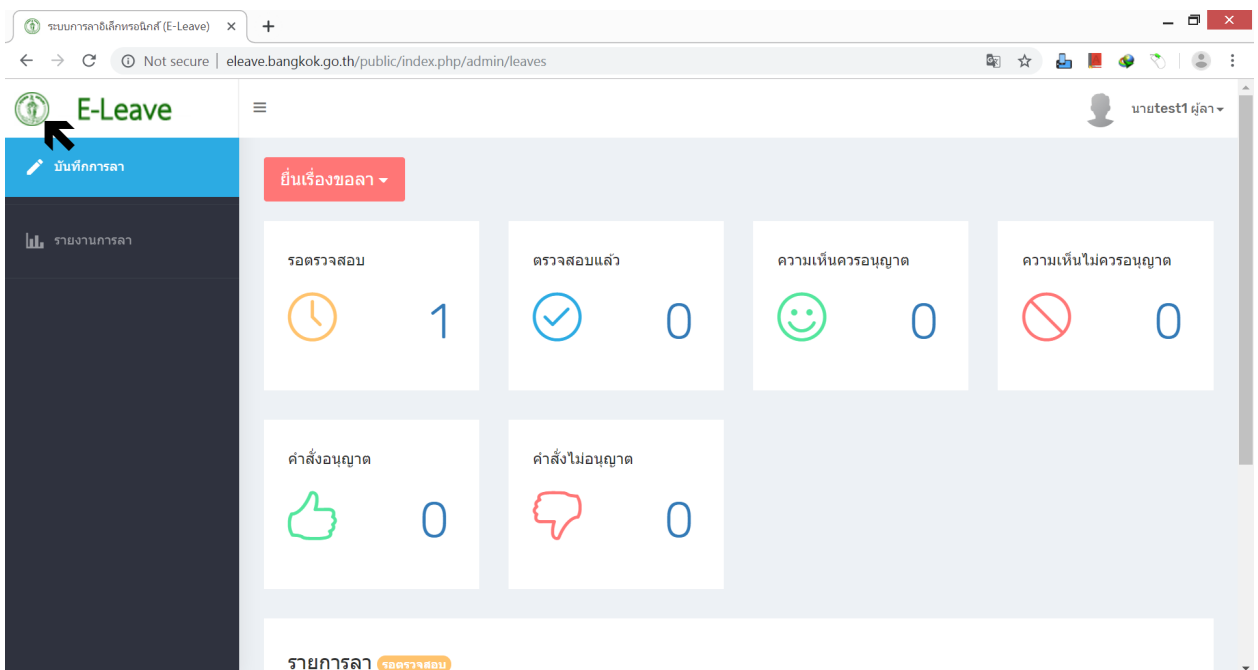 ระบบการลาอิเล็กทรอนิกส์ (E-Leave)
Not secure | eleave.bangkok.go.th/public/index.php/admin/leaves
E-Leave
นายtest1 ผู้ลา
บันทึกการลา
รายงานการลา
ยื่นเรื่องขอลา
รอตรวจสอบ
1
ตรวจสอบแล้ว
0
ความเห็นควรอนุญาต
0
ความเห็นไม่ควรอนุญาต
0
คำสั่งอนุญาต
0
คำสั่งไม่อนุญาต
0
รายการลา รอตรวจสอบ